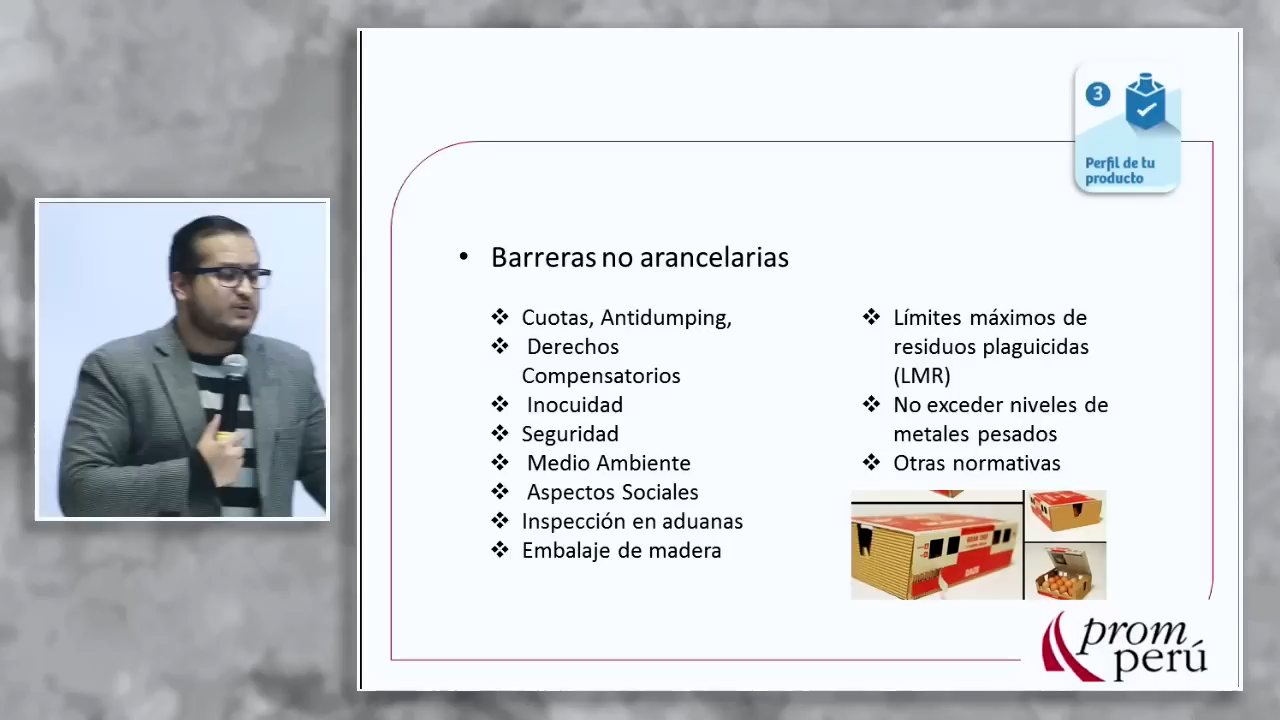 3
Perfil de tu
producto
• Barreras no arancelarias
❖ Cuotas, Antidumping,
❖ Derechos
Compensatorios
❖ Inocuidad
❖ Seguridad
❖ Medio Ambiente
❖ Aspectos Sociales
❖ Inspección en aduanas
❖ Embalaje de madera
❖ Límites máximos de
residuos plaguicidas
(LMR)
❖ No exceder niveles de
metales pesados
❖ Otras normativas
prom
perú